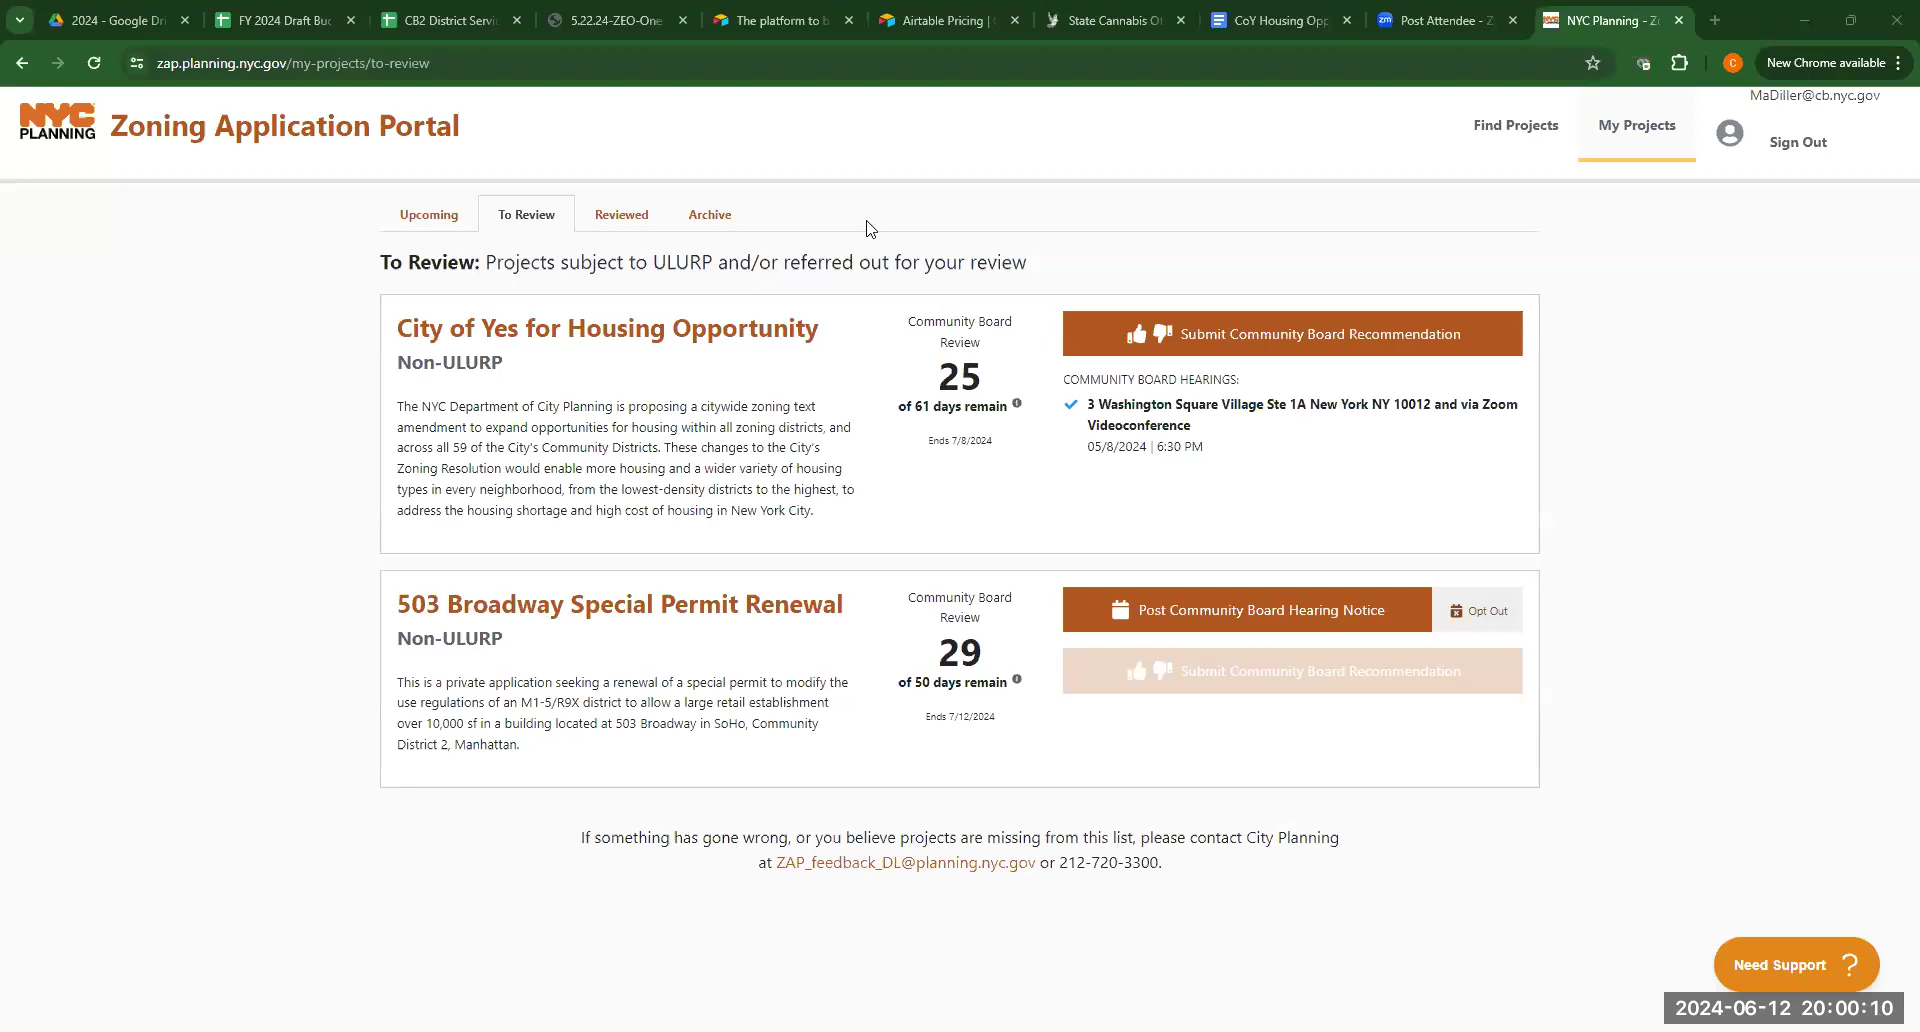 2024 - Google Dri
FY 2024 Draft Buc
CB2 District Servic
5.22.24-ZEO-One
The platform to b
Airtable Pricing |
State Cannabis O
CoY Housing Opp
Post Attendee - Z
NYC Planning - Zo
zap.planning.nyc.gov/my-projects/to-review
New Chrome available
C
NYC
PLANNING
Zoning Application Portal
Find Projects
My Projects
MaDiller@cb.nyc.gov
Sign Out
Upcoming
To Review
Reviewed
Archive
To Review: Projects subject to ULURP and/or referred out for your review
City of Yes for Housing Opportunity
Non-ULURP
The NYC Department of City Planning is proposing a citywide zoning text
amendment to expand opportunities for housing within all zoning districts, and
across all 59 of the City's Community Districts. These changes to the City's
Zoning Resolution would enable more housing and a wider variety of housing
types in every neighborhood, from the lowest-density districts to the highest, to
address the housing shortage and high cost of housing in New York City.
Community Board
Review
25
of 61 days remain
Ends 7/8/2024
Submit Community Board Recommendation
COMMUNITY BOARD HEARINGS:
3 Washington Square Village Ste 1A New York NY 10012 and via Zoom
Videoconference
05/8/2024 | 6:30 PM
503 Broadway Special Permit Renewal
Non-ULURP
This is a private application seeking a renewal of a special permit to modify the
use regulations of an M1-5/R9X district to allow a large retail establishment
over 10,000 sf in a building located at 503 Broadway in SoHo, Community
District 2, Manhattan.
Community Board
Review
29
of 50 days remain
Ends 7/12/2024
Post Community Board Hearing Notice
Opt Out
Submit Community Board Recommendation
If something has gone wrong, or you believe projects are missing from this list, please contact City Planning
at ZAP_feedback_DL@planning.nyc.gov or 212-720-3300.
Need Support ?
2024-06-12 20:00:10